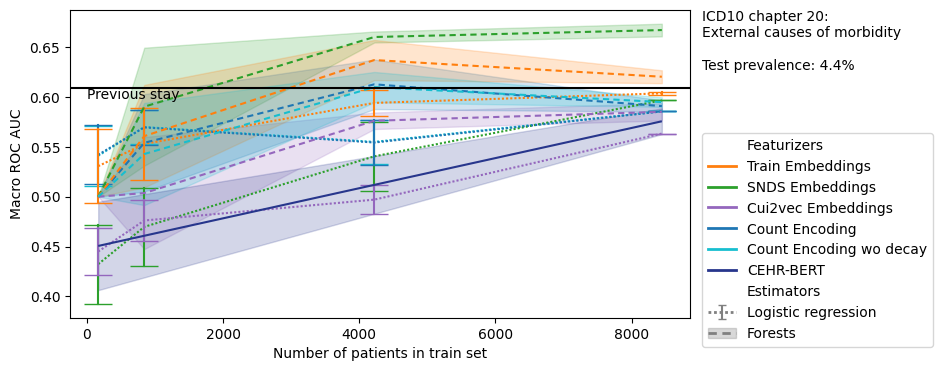 ICD10 chapter 20:
External causes of morbidity
Test prevalence: 4.4%
Macro ROC AUC
0.65
0.60
0.55
0.50
0.45
0.40
Previous stay
0
2000
4000
6000
8000
Number of patients in train set
Featurizers
Train Embeddings
SNDS Embeddings
Cui2vec Embeddings
Count Encoding
Count Encoding wo decay
CEHR-BERT
Estimators
Logistic regression
Forests